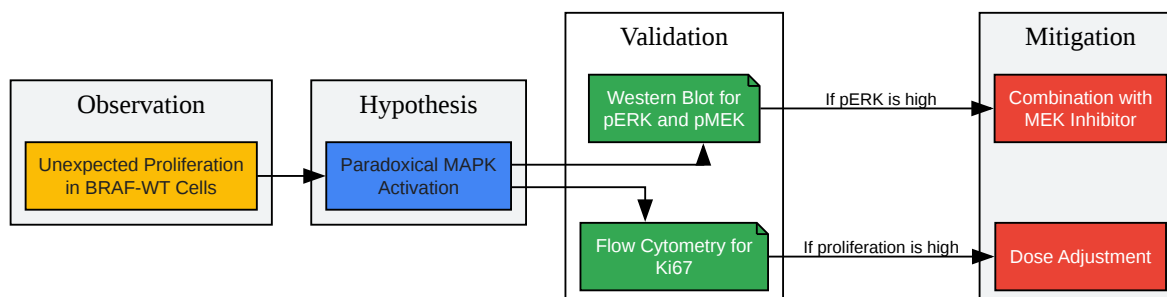 Observation
Unexpected Proliferation
in BRAF-WT Cells
Hypothesis
Paradoxical MAPK
Activation
Validation
Western Blot for
pERK and pMEK
Flow Cytometry for
Ki67
If pERK is high
If proliferation is high
Mitigation
Combination with
MEK Inhibitor
Dose Adjustment